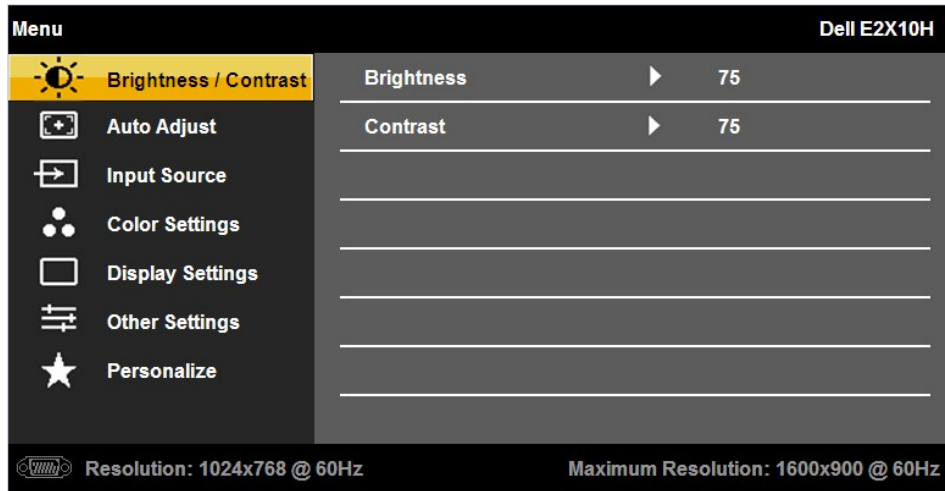 Menu Dell E2X10H
Brightness / Contrast Brightness 75
Auto Adjust Contrast 75
Input Source
Color Settings
Display Settings
Other Settings
Personalize
Resolution: 1024x768 @ 60Hz Maximum Resolution: 1600x900 @ 60Hz